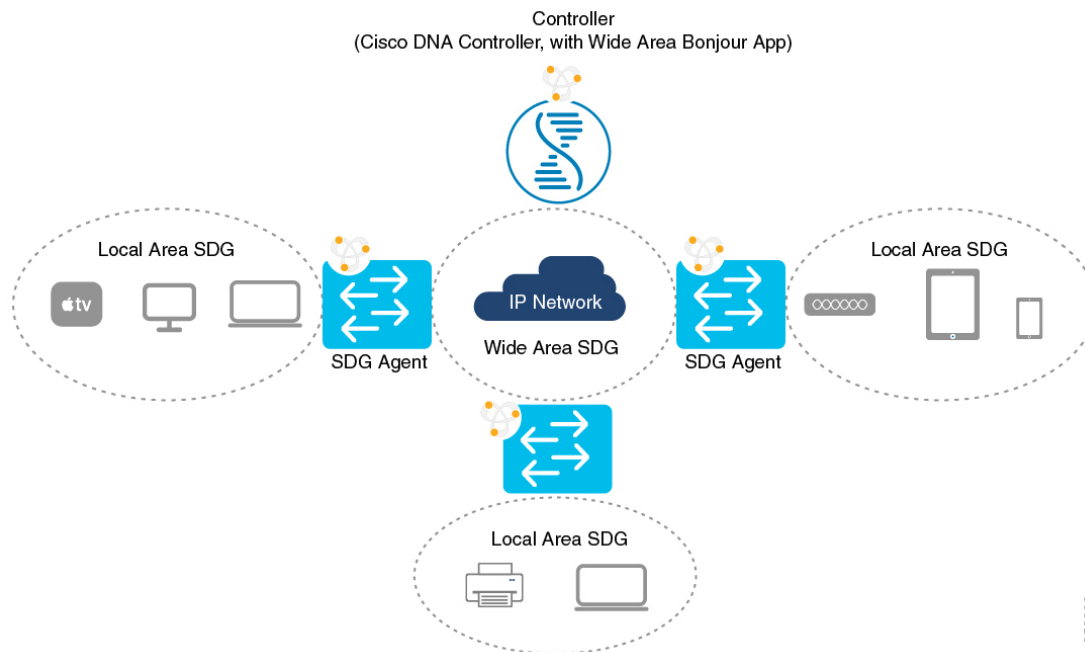 Controller
(Cisco DNA Controller, with Wide Area Bonjour App)
Local Area SDG
Local Area SDG
tv
IP Network
SDG Agent
Wide Area SDG
SDG Agent
Local Area SDG